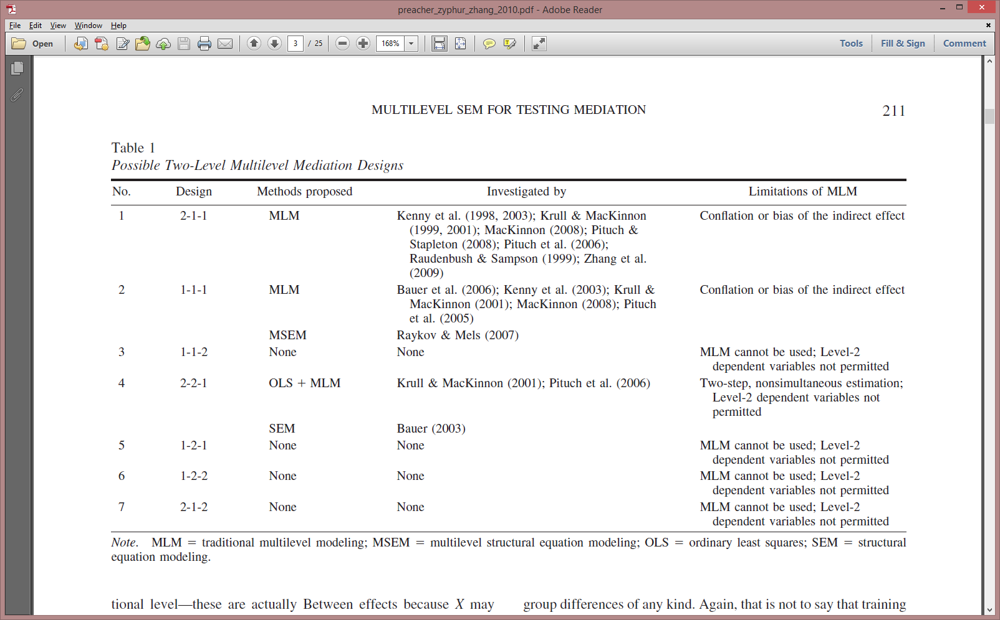 preacher_zyphur_zhang_2010.pdf - Adobe Reader
File Edit View Window Help
Open 3 / 25 168% Tools Fill & Sign Comment
MULTILEVEL SEM FOR TESTING MEDIATION 211
Table 1
Possible Two-Level Multilevel Mediation Designs
No. Design Methods proposed Investigated by Limitations of MLM
1 2-1-1 MLM Kenny et al. (1998, 2003); Krull & MacKinnon Conflation or bias of the indirect effect
(1999, 2001); MacKinnon (2008); Pituch &
Stapleton (2008); Pituch et al. (2006);
Raudenbush & Sampson (1999); Zhang et al.
(2009)
2 1-1-1 MLM Bauer et al. (2006); Kenny et al. (2003); Krull & Conflation or bias of the indirect effect
MacKinnon (2001); MacKinnon (2008); Pituch
et al. (2005)
MSEM Raykov & Mels (2007)
3 1-1-2 None None MLM cannot be used; Level-2
dependent variables not permitted
4 2-2-1 OLS + MLM Krull & MacKinnon (2001); Pituch et al. (2006) Two-step, nonsimultaneous estimation;
Level-2 dependent variables not
permitted
SEM Bauer (2003)
5 1-2-1 None None MLM cannot be used; Level-2
dependent variables not permitted
6 1-2-2 None None MLM cannot be used; Level-2
dependent variables not permitted
7 2-1-2 None None MLM cannot be used; Level-2
dependent variables not permitted
Note. MLM = traditional multilevel modeling; MSEM = multilevel structural equation modeling; OLS = ordinary least squares; SEM = structural
equation modeling.
tional level—these are actually Between effects because X may
group differences of any kind. Again, that is not to say that training